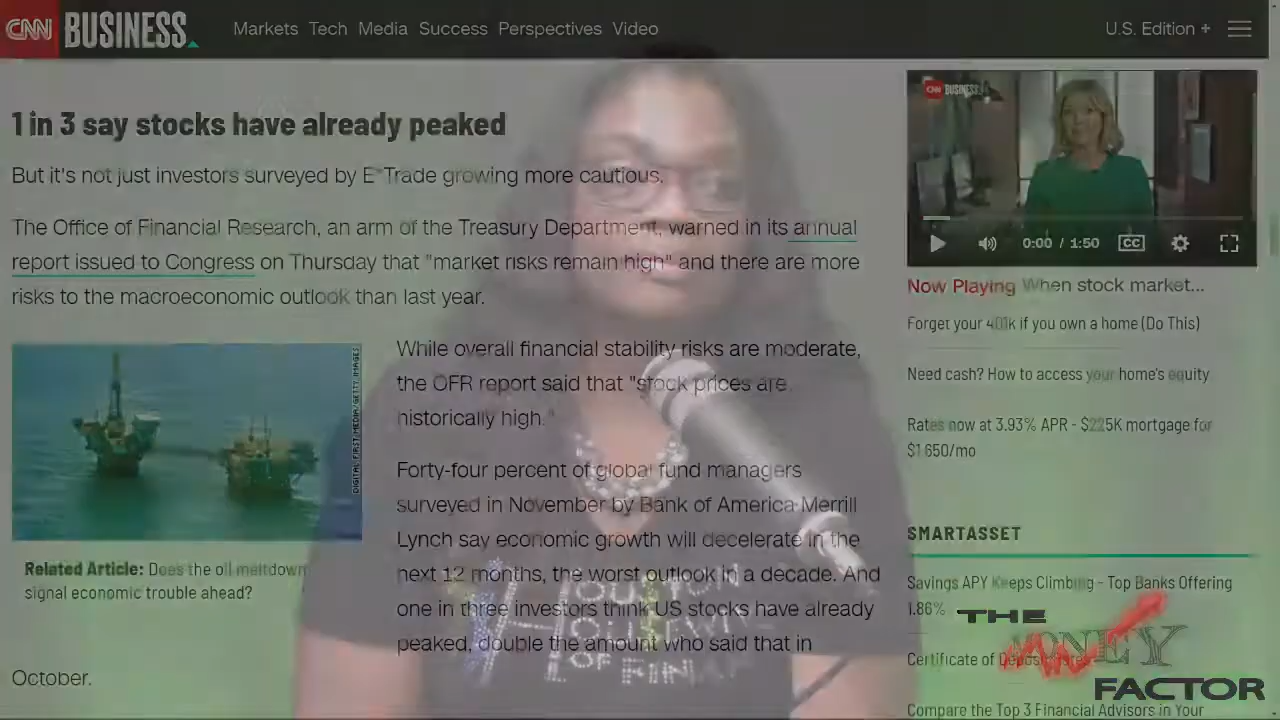 CNN BUSINESS
Markets Tech Media Success Perspectives Video
U.S. Edition +
1 in 3 say stocks have already peaked
But it's not just investors surveyed by E*Trade growing more cautious.
The Office of Financial Research, an arm of the Treasury Department, warned in its annual
report issued to Congress on Thursday that "market risks remain high" and there are more
risks to the macroeconomic outlook than last year.
DIGITAL FIRST MEDIA/GETTY IMAGES
Related Article: Does the oil meltdown
signal economic trouble ahead?
While overall financial stability risks are moderate,
the OFR report said that "stock prices are
historically high."
Forty-four percent of global fund managers
surveyed in November by Bank of America Merrill
Lynch say economic growth will decelerate in the
next 12 months, the worst outlook in a decade. And
one in three investors think US stocks have already
peaked, double the amount who said that in
October.
CNN BUSINESS
0:00 / 1:50
CC
Now Playing When stock market...
Forget your 401k if you own a home (Do This)
Need cash? How to access your home's equity
Rates now at 3.93% APR - $225K mortgage for
$1650/mo
SMARTASSET
Savings APY Keeps Climbing - Top Banks Offering
1.86%
Certificate of Deposit
Compare the Top 3 Financial Advisors in Your
THE
MONEY
FACTOR
OF